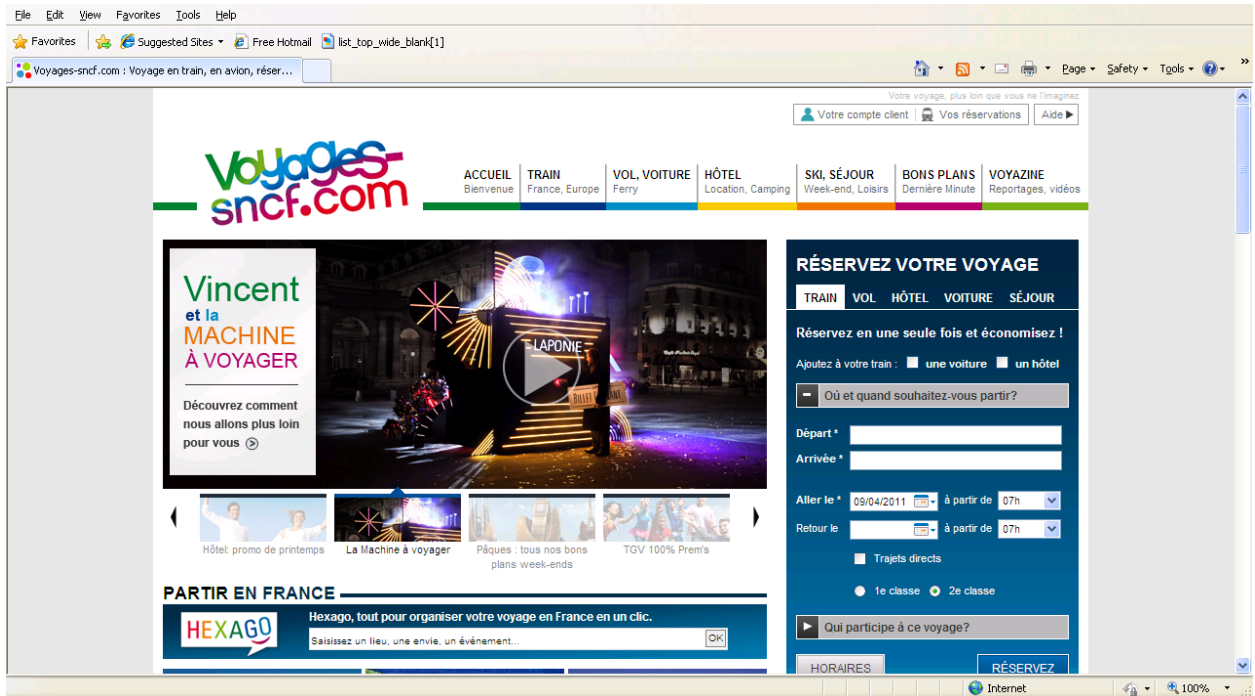 File Edit View Favorites Tools Help
Favorites Suggested Sites Free Hotmail list_top_wide_blank[1]
Voyages-sncf.com : Voyage en train, en avion, réser...
Page Safety Tools »
Votre voyage, plus loin que vous ne l'imaginez
Votre compte client Vos réservations Aide
Voyages-
sncf.com
ACCUEIL TRAIN VOL, VOITURE HÔTEL SKI, SÉJOUR BONS PLANS VOYAZINE
Bienvenue France, Europe Ferry Location, Camping Week-end, Loisirs Dernière Minute Reportages, vidéos
Vincent
et la
MACHINE
À VOYAGER
Découvrez comment
nous allons plus loin
pour vous
LAPONIE
BILLET
Hôtel: promo de printemps La Machine à voyager Pâques : tous nos bons TGV 100% Prem's
plans week-ends
PARTIR EN FRANCE
HEXAGO
Hexago, tout pour organiser votre voyage en France en un clic.
Saisissez un lieu, une envie, un événement... OK
RÉSERVEZ VOTRE VOYAGE
TRAIN VOL HÔTEL VOITURE SÉJOUR
Réservez en une seule fois et économisez !
Ajoutez à votre train : une voiture un hôtel
Où et quand souhaitez-vous partir?
Départ *
Arrivée *
Aller le * 09/04/2011 à partir de 07h
Retour le à partir de 07h
Trajets directs
1e classe 2e classe
Qui participe à ce voyage?
HORAIRES RÉSERVEZ
Internet 100%